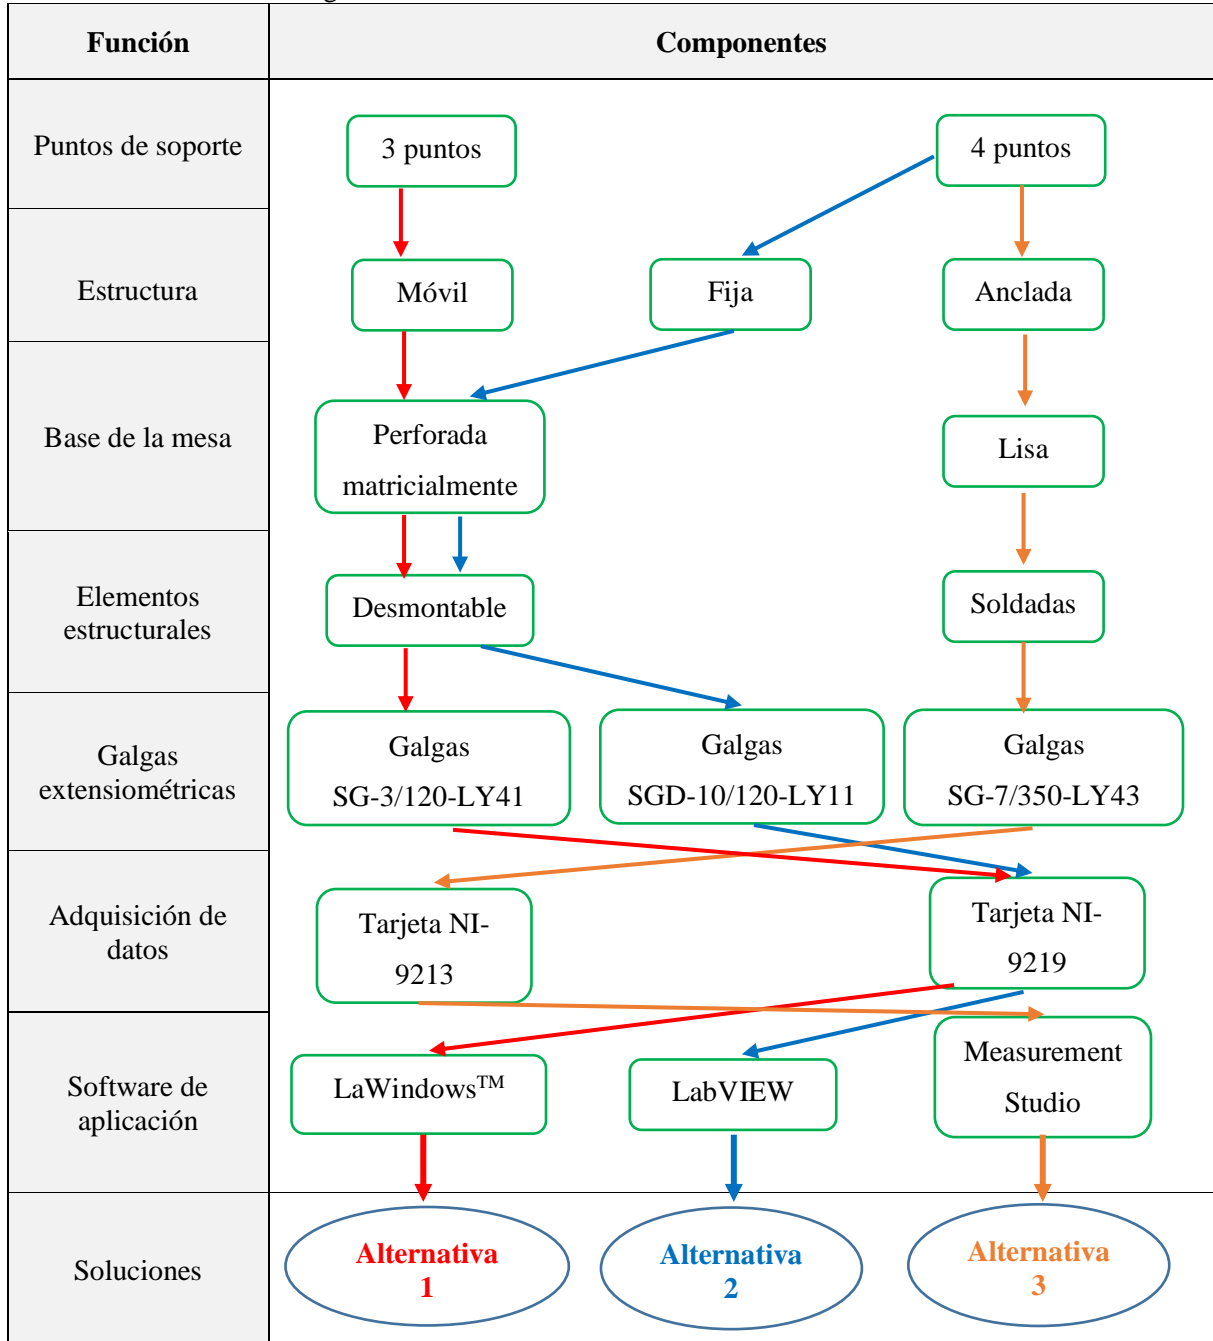 Función
Componentes
Puntos de soporte
3 puntos
4 puntos
Estructura
Móvil
Fija
Anclada
Base de la mesa
Perforada
matricialmente
Lisa
Elementos
estructurales
Desmontable
Soldadas
Galgas
extensiométricas
Galgas
SG-3/120-LY41
Galgas
SGD-10/120-LY11
Galgas
SG-7/350-LY43
Adquisición de
datos
Tarjeta NI-
9213
Tarjeta NI-
9219
Software de
aplicación
LaWindows™
LabVIEW
Measurement
Studio
Soluciones
Alternativa
1
Alternativa
2
Alternativa
3